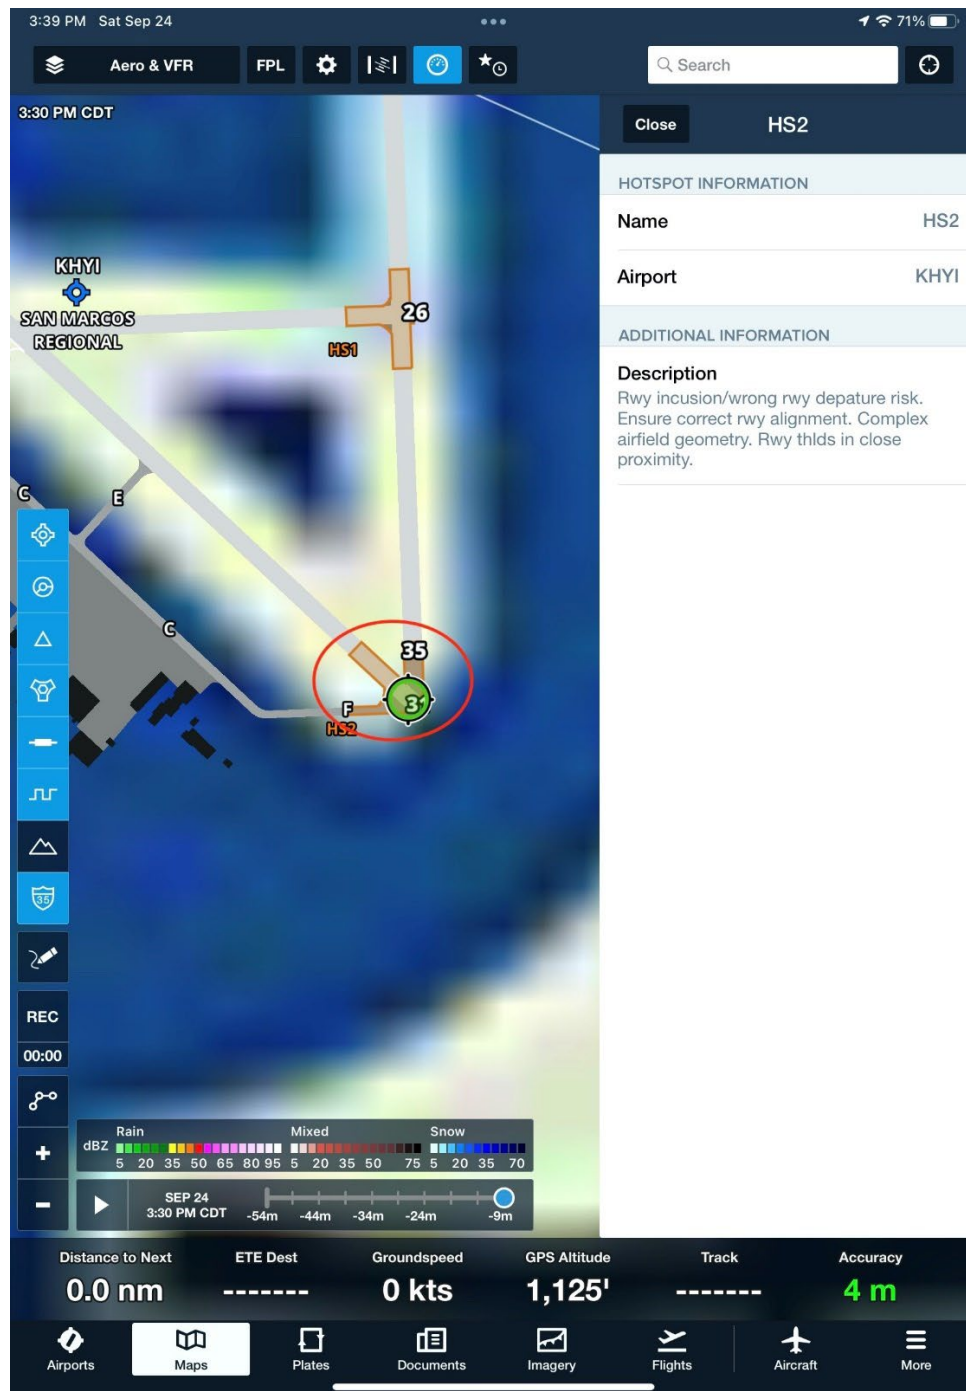 3:39 PM Sat Sep 24
71%
Aero & VFR
FPL
Search
3:30 PM CDT
Close
HS2
HOTSPOT INFORMATION
Name HS2
Airport KHYI
ADDITIONAL INFORMATION
Description
Rwy incusion/wrong rwy depature risk.
Ensure correct rwy alignment. Complex
airfield geometry. Rwy thlds in close
proximity.
KHYI
SAN MARCOS
REGIONAL
26
HS1
C
E
C
35
F
HS2
35
REC
00:00
Rain Mixed Snow
dBZ
5 20 35 50 65 80 95 5 20 35 50 75 5 20 35 70
SEP 24
3:30 PM CDT
-54m -44m -34m -24m -9m
Distance to Next ETE Dest Groundspeed GPS Altitude Track Accuracy
0.0 nm ------- 0 kts 1,125' ------- 4 m
Airports Maps Plates Documents Imagery Flights Aircraft More